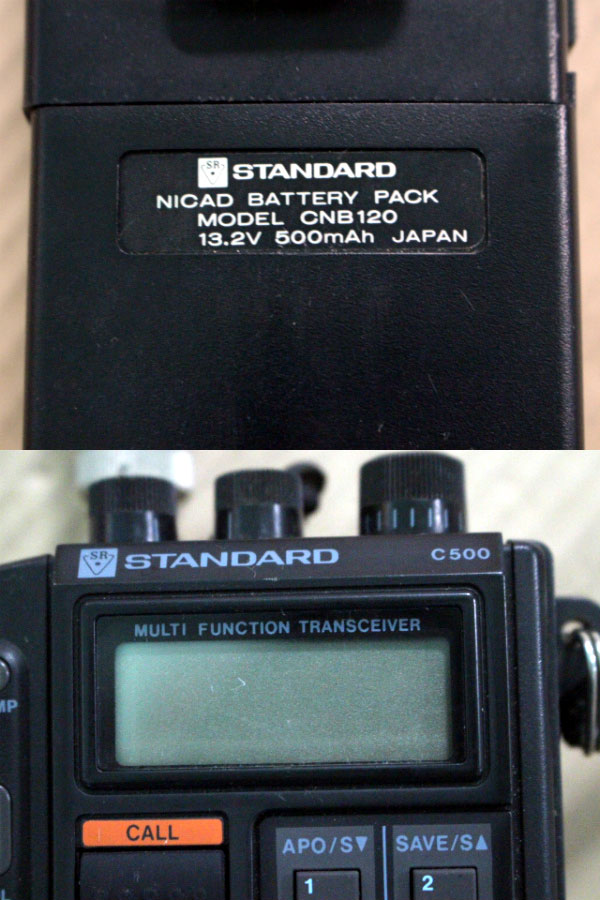 SR STANDARD
NICAD BATTERY PACK
MODEL CNB120
13.2V 500mAh JAPAN
SR STANDARD C500
MULTI FUNCTION TRANSCEIVER
MP
CALL
APO/S▼ SAVE/S▲
1 2
L